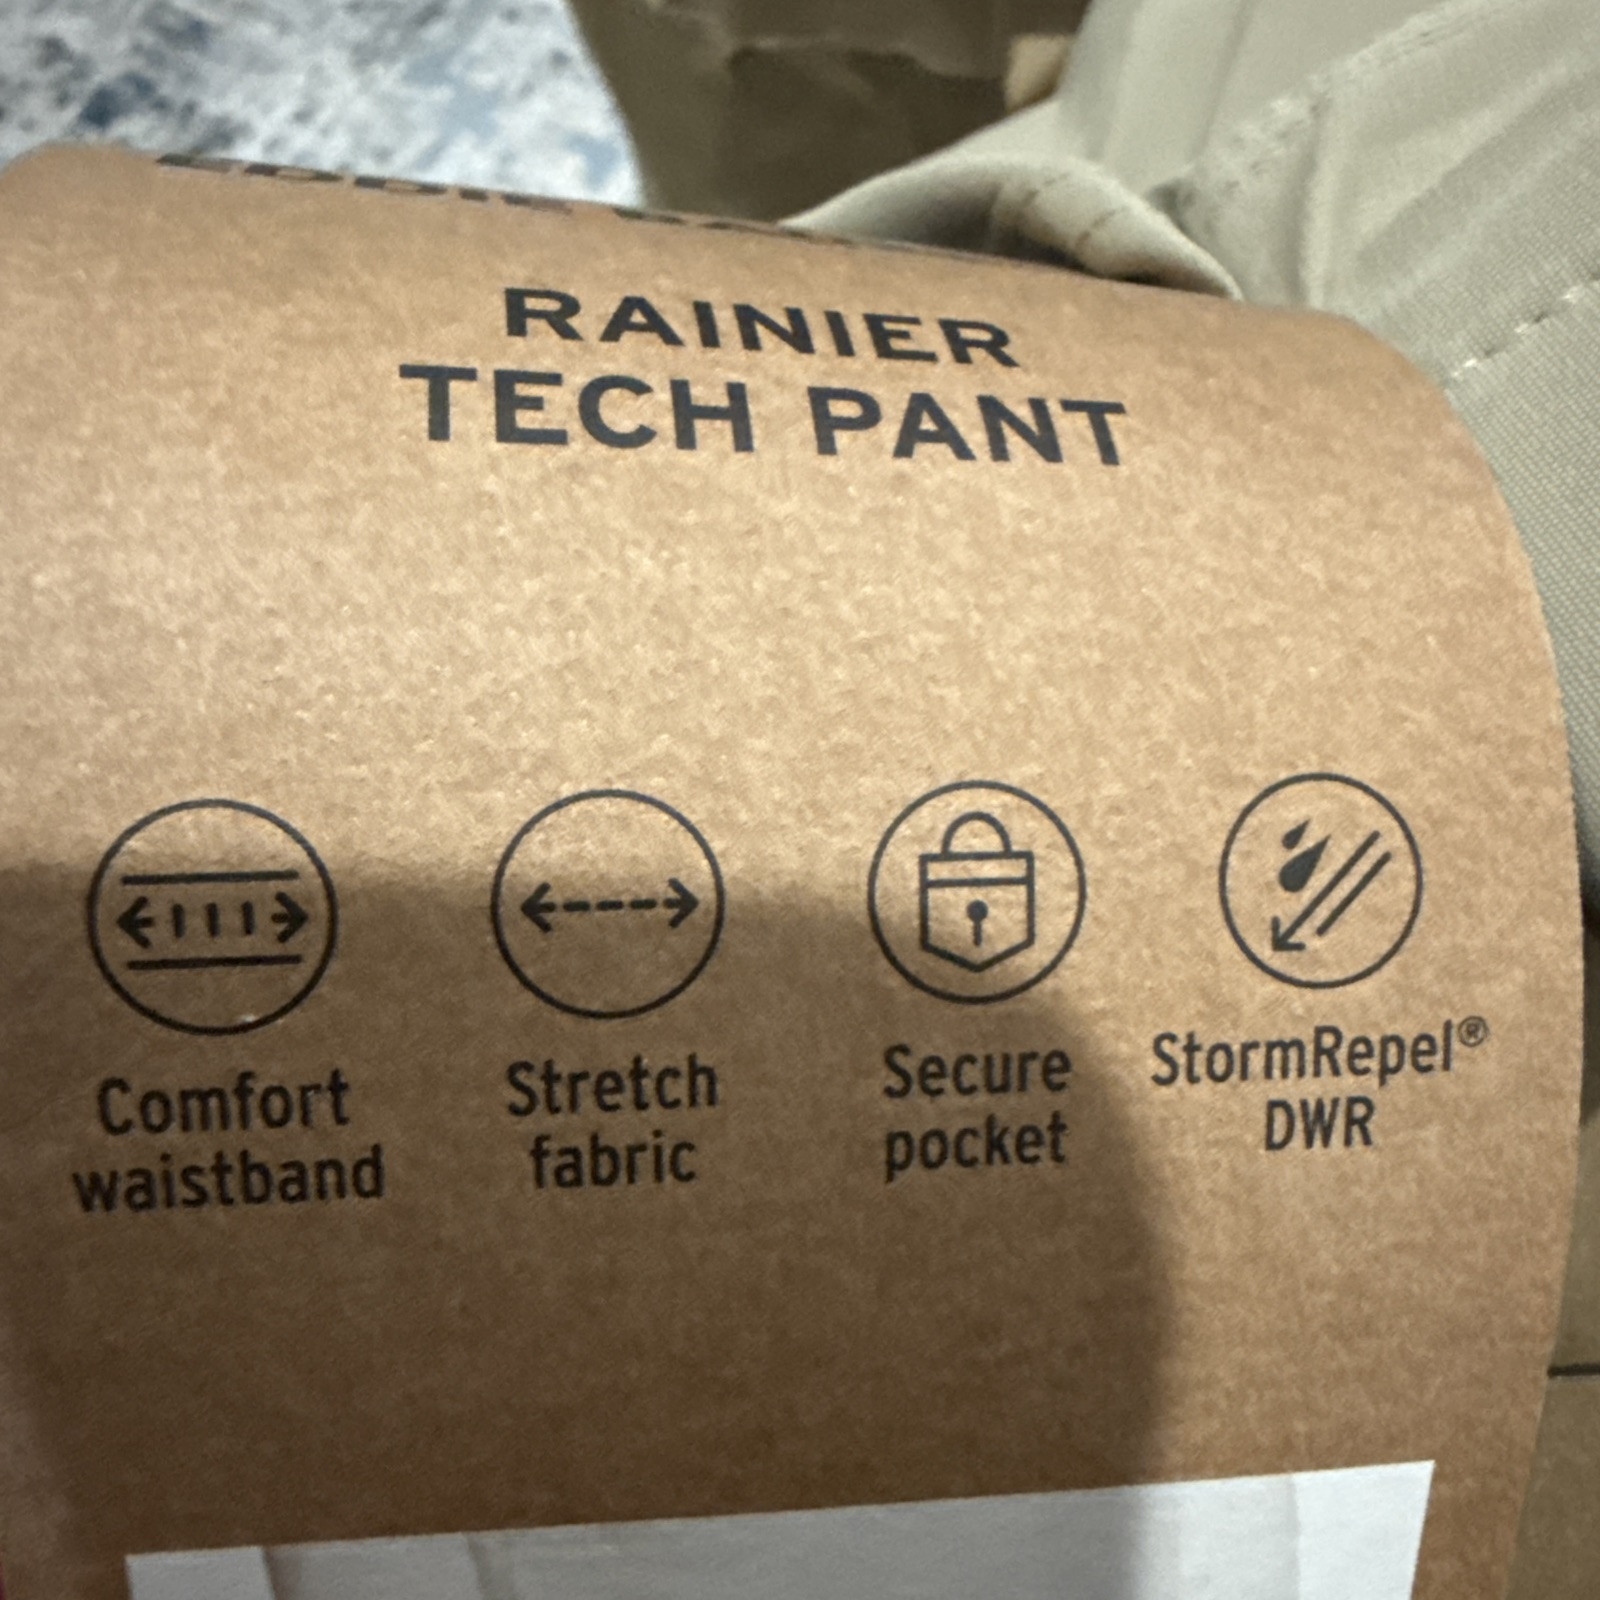 RAINIER
TECH PANT
Comfort
waistband
Stretch
fabric
Secure
pocket
StormRepel®
DWR